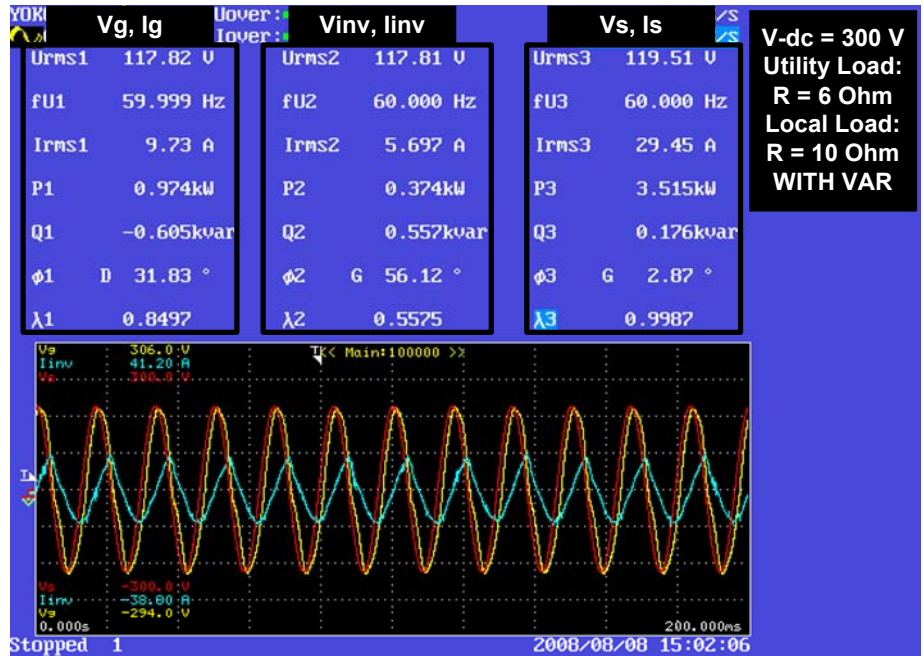 YOK Uover:
Iover:
/S
/S
Vg, Ig
Vinv, Iinv
Vs, Is
V-dc = 300 V
Utility Load:
R = 6 Ohm
Local Load:
R = 10 Ohm
WITH VAR
Urms1 117.82 V
fU1 59.999 Hz
Irms1 9.73 A
P1 0.974kW
Q1 -0.605kvar
φ1 D 31.83 °
λ1 0.8497
Urms2 117.81 V
fU2 60.000 Hz
Irms2 5.697 A
P2 0.374kW
Q2 0.557kvar
φ2 G 56.12 °
λ2 0.5575
Urms3 119.51 V
fU3 60.000 Hz
Irms3 29.45 A
P3 3.515kW
Q3 0.176kvar
φ3 G 2.87 °
λ3 0.9987
Vg 306.0 V
Iinv 41.20 A
Vs 300.0 V
<< Main:100000 >>
Vs -300.0 V
Iinv -38.80 A
Vg -294.0 V
0.000s 200.000ms
Stopped 1 2008/08/08 15:02:06